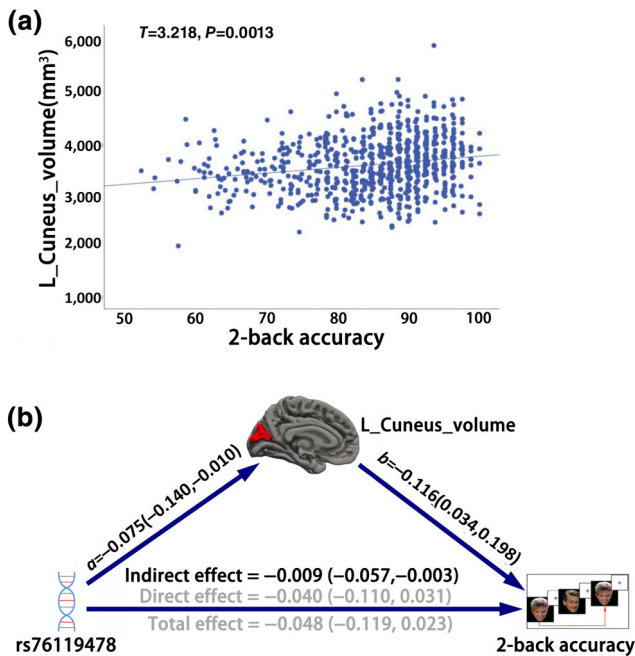 (a)
T=3.218, P=0.0013
L_Cuneus_volume(mm³)
6,000
5,000
4,000
3,000
2,000
1,000
50 60 70 80 90 100
2-back accuracy
(b)
L_Cuneus_volume
a=−0.075(−0.140,−0.010)
b=−0.116(0.034,0.198)
Indirect effect = −0.009 (−0.057,−0.003)
Direct effect = −0.040 (−0.110, 0.031)
Total effect = −0.048 (−0.119, 0.023)
rs76119478
2-back accuracy